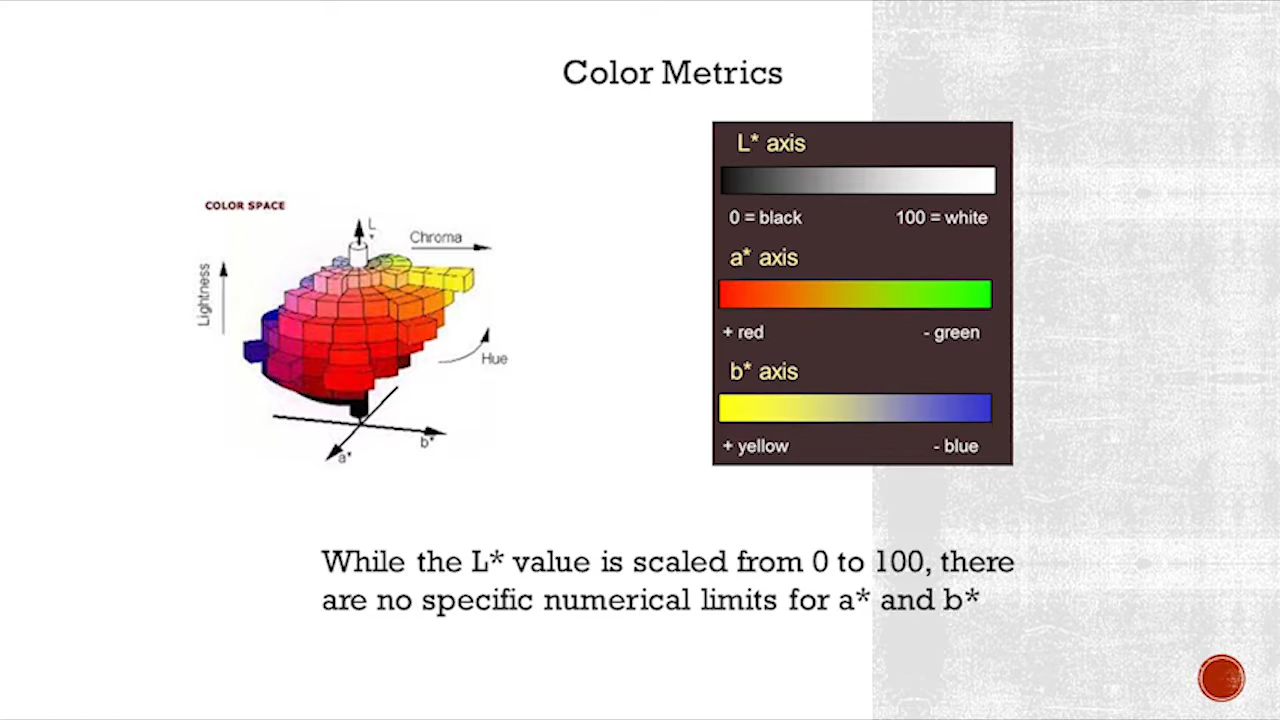 Color Metrics
COLOR SPACE
L*
Chroma
Lightness
Hue
b*
a*
L* axis
0 = black 100 = white
a* axis
+ red - green
b* axis
+ yellow - blue
While the L* value is scaled from 0 to 100, there
are no specific numerical limits for a* and b*